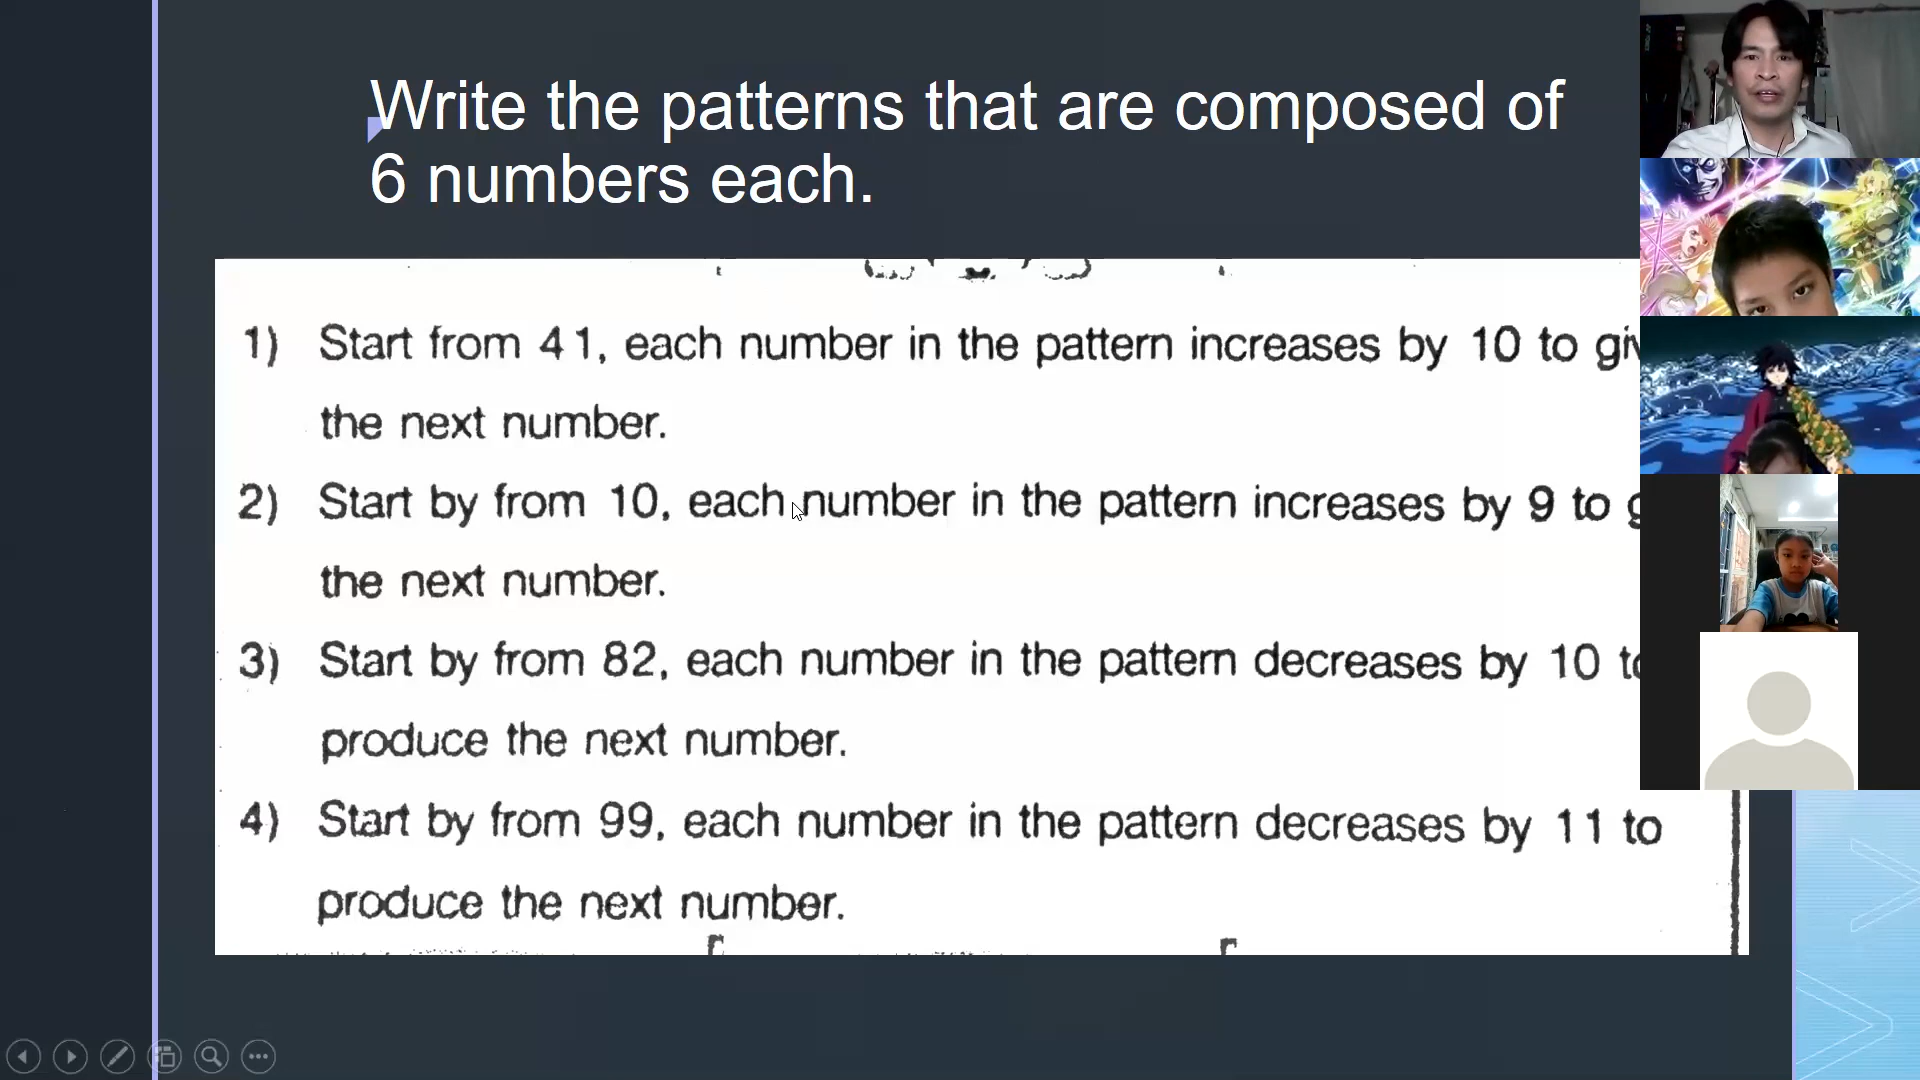 Write the patterns that are composed of
6 numbers each.
1) Start from 41, each number in the pattern increases by 10 to
the next number.
2) Start by from 10, each number in the pattern increases by 9 to
the next number.
3) Start by from 82, each number in the pattern decreases by 10
produce the next number.
4) Start by from 99, each number in the pattern decreases by 11 to
produce the next number.